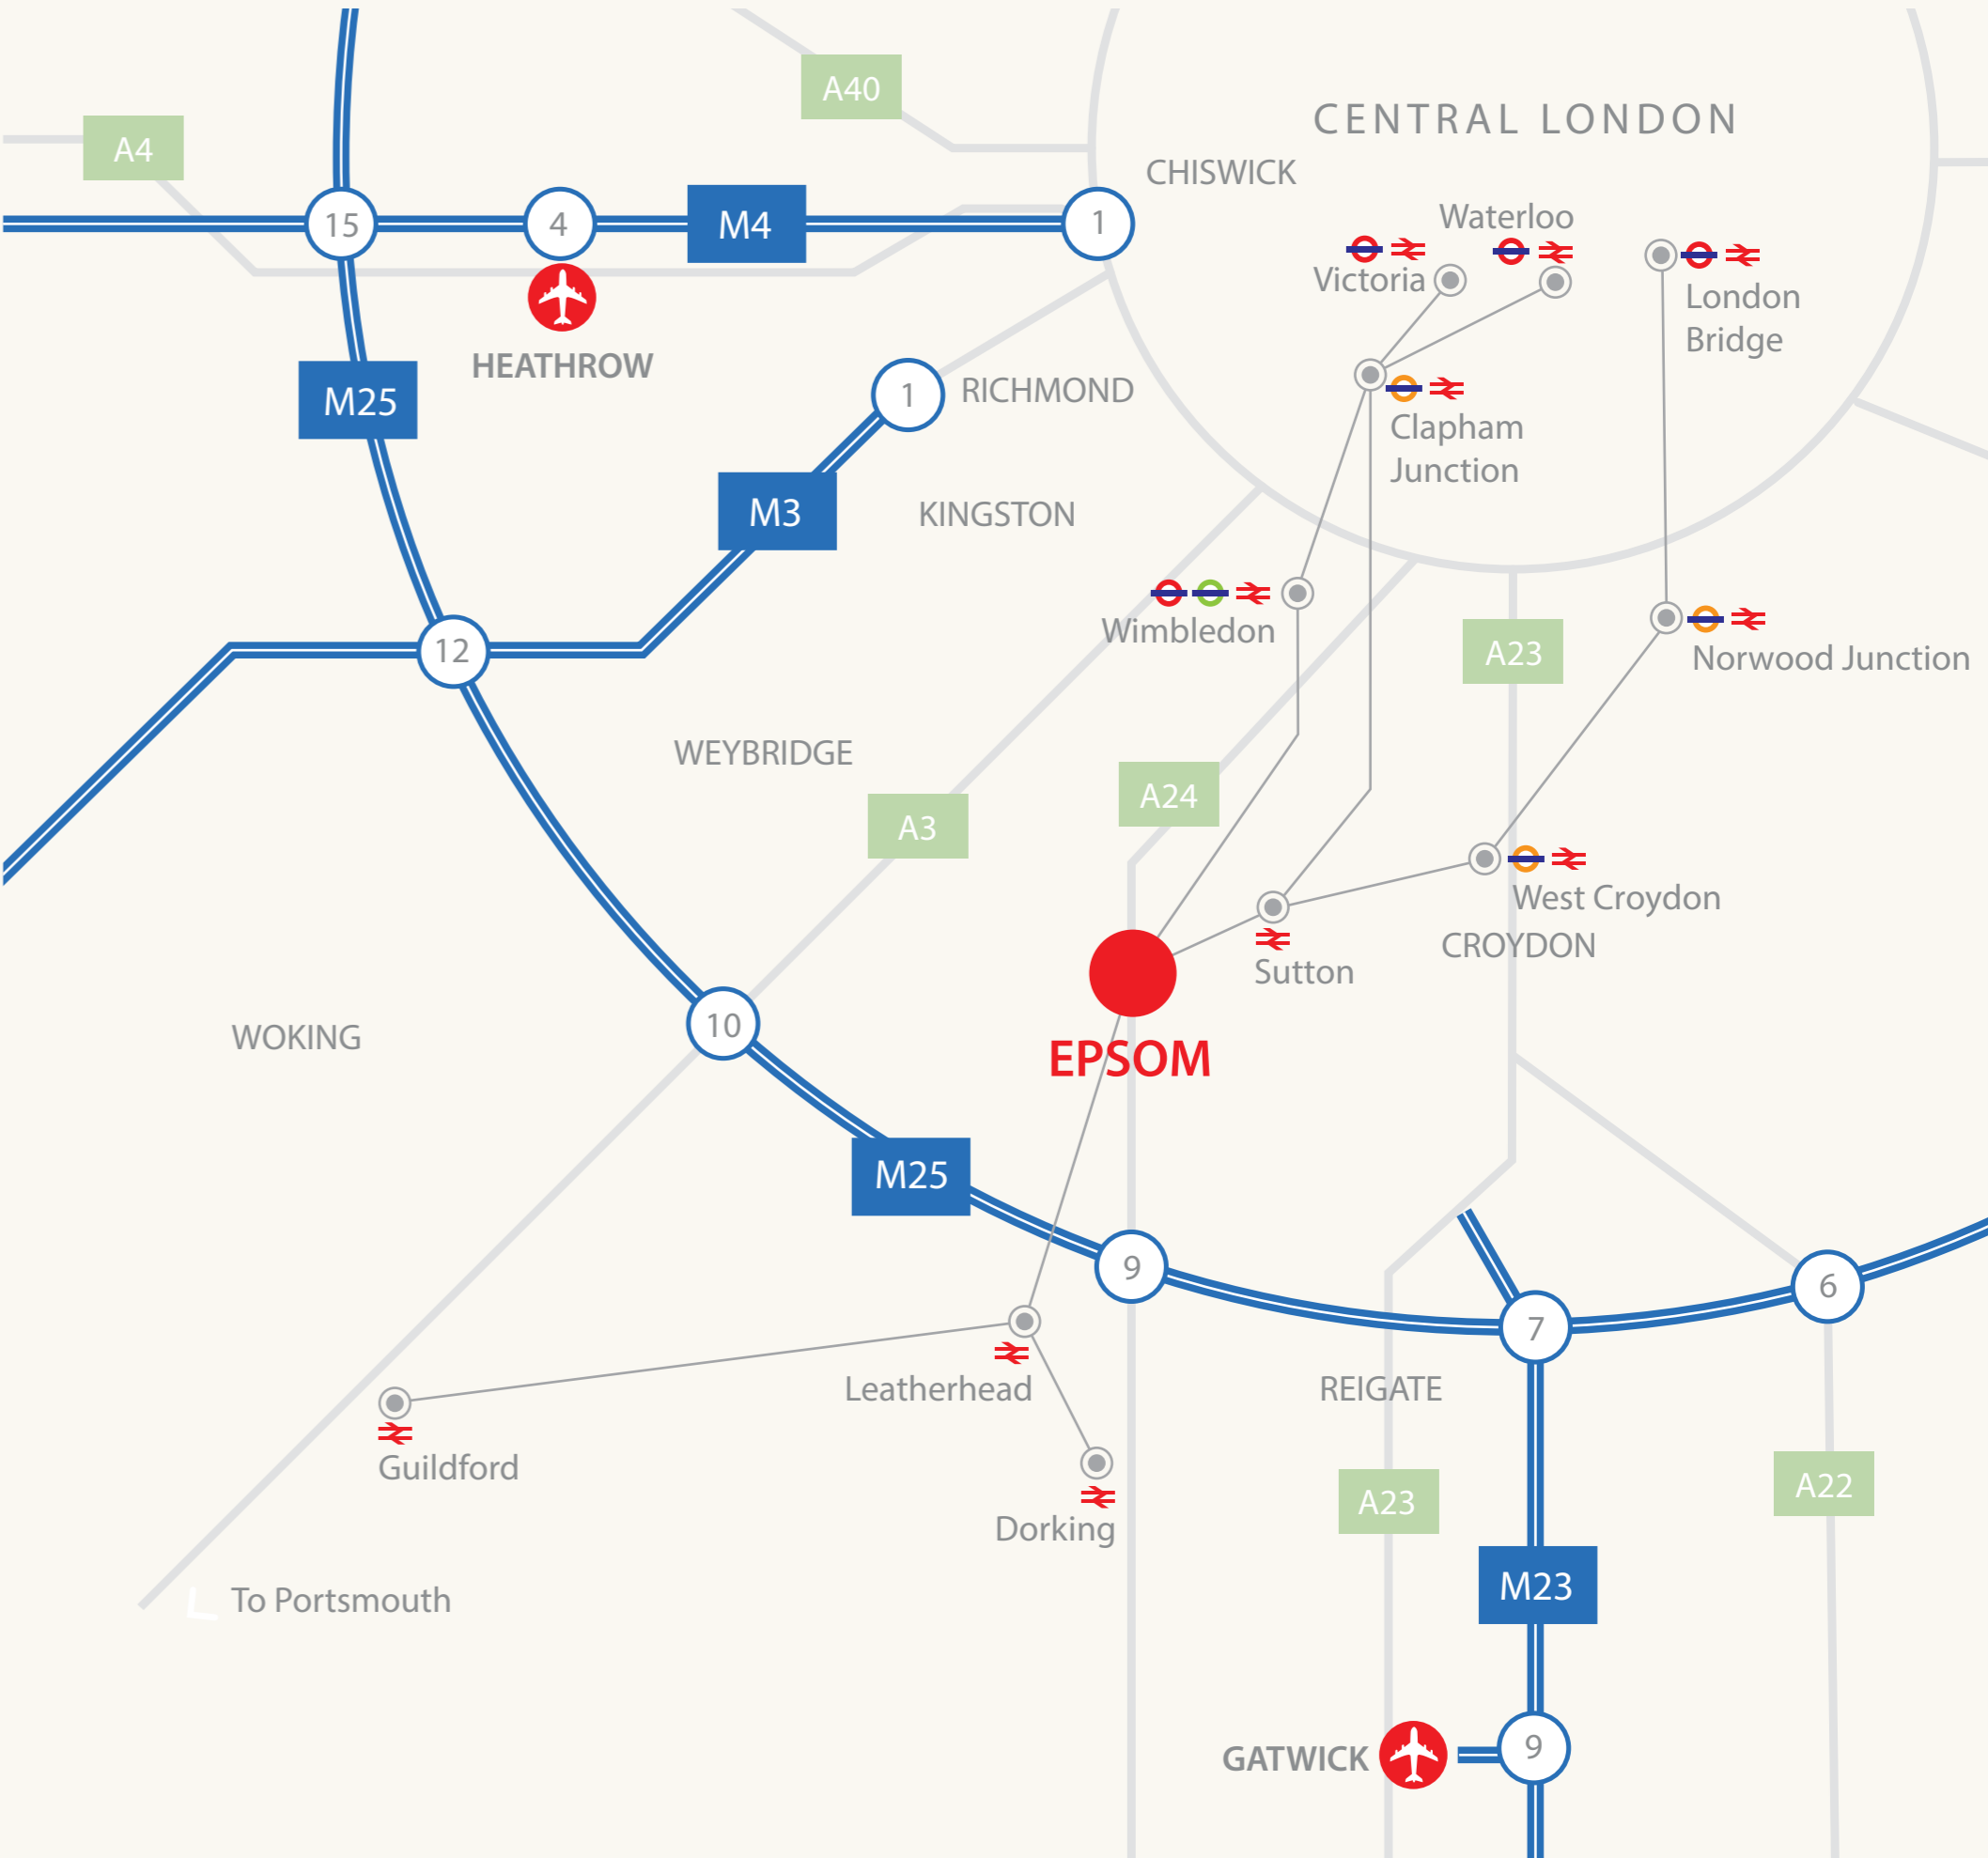 A40
CENTRAL LONDON
A4
CHISWICK
15
4
M4
1
Waterloo
Victoria
London
Bridge
HEATHROW
M25
1
RICHMOND
Clapham
Junction
M3
KINGSTON
Wimbledon
12
A23
Norwood Junction
WEYBRIDGE
A3
A24
West Croydon
CROYDON
Sutton
WOKING
10
EPSOM
M25
9
7
6
Leatherhead
REIGATE
Guildford
Dorking
A23
A22
To Portsmouth
M23
GATWICK
9